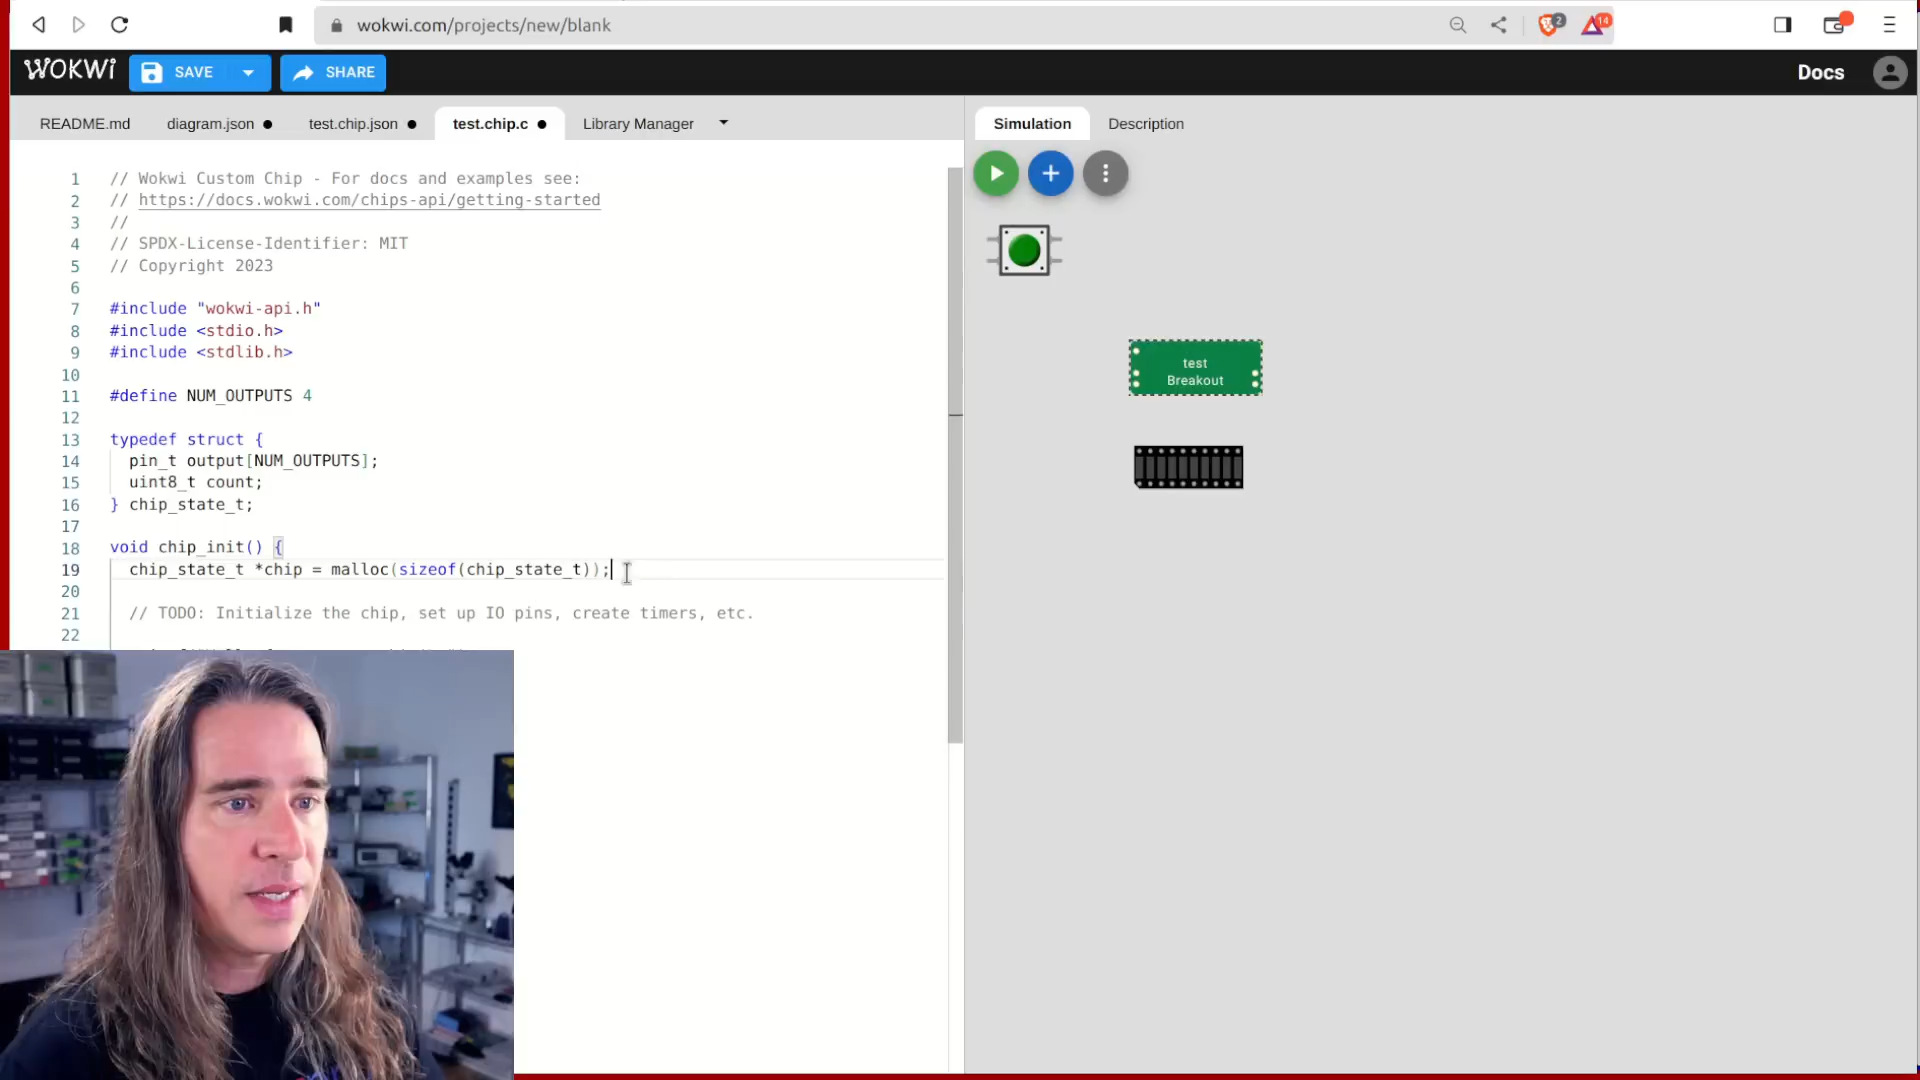 wokwi.com/projects/new/blank
2
14
WOKWI
SAVE
SHARE
Docs
README.md
diagram.json
test.chip.json
test.chip.c
Library Manager
Simulation
Description
1 // Wokwi Custom Chip - For docs and examples see:
2 // https://docs.wokwi.com/chips-api/getting-started
3 //
4 // SPDX-License-Identifier: MIT
5 // Copyright 2023
6
7 #include "wokwi-api.h"
8 #include <stdio.h>
9 #include <stdlib.h>
10
11 #define NUM_OUTPUTS 4
12
13 typedef struct {
14 pin_t output[NUM_OUTPUTS];
15 uint8_t count;
16 } chip_state_t;
17
18 void chip_init() {
19 chip_state_t *chip = malloc(sizeof(chip_state_t));
20
21 // TODO: Initialize the chip, set up IO pins, create timers, etc.
22
test
Breakout